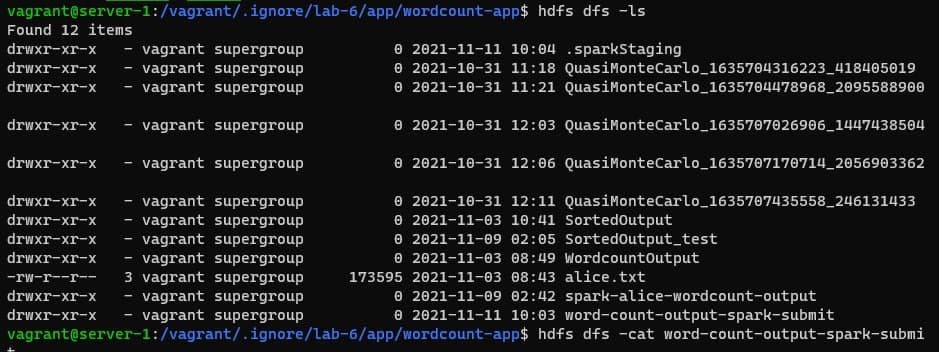 vagrant@server-1:/vagrant/.ignore/lab-6/app/wordcount-app$ hdfs dfs -ls
Found 12 items
drwxr-xr-x   - vagrant supergroup          0 2021-11-11 10:04 .sparkStaging
drwxr-xr-x   - vagrant supergroup          0 2021-10-31 11:18 QuasiMonteCarlo_1635704316223_418405019
drwxr-xr-x   - vagrant supergroup          0 2021-10-31 11:21 QuasiMonteCarlo_1635704478968_2095588900
drwxr-xr-x   - vagrant supergroup          0 2021-10-31 12:03 QuasiMonteCarlo_1635707026906_1447438504
drwxr-xr-x   - vagrant supergroup          0 2021-10-31 12:06 QuasiMonteCarlo_1635707170714_2056903362
drwxr-xr-x   - vagrant supergroup          0 2021-10-31 12:11 QuasiMonteCarlo_1635707435558_246131433
drwxr-xr-x   - vagrant supergroup          0 2021-11-03 10:41 SortedOutput
drwxr-xr-x   - vagrant supergroup          0 2021-11-09 02:05 SortedOutput_test
drwxr-xr-x   - vagrant supergroup          0 2021-11-03 08:49 WordcountOutput
-rw-r--r--   3 vagrant supergroup     173595 2021-11-03 08:43 alice.txt
drwxr-xr-x   - vagrant supergroup          0 2021-11-09 02:42 spark-alice-wordcount-output
drwxr-xr-x   - vagrant supergroup          0 2021-11-11 10:03 word-count-output-spark-submit
vagrant@server-1:/vagrant/.ignore/lab-6/app/wordcount-app$ hdfs dfs -cat word-count-output-spark-submi
t